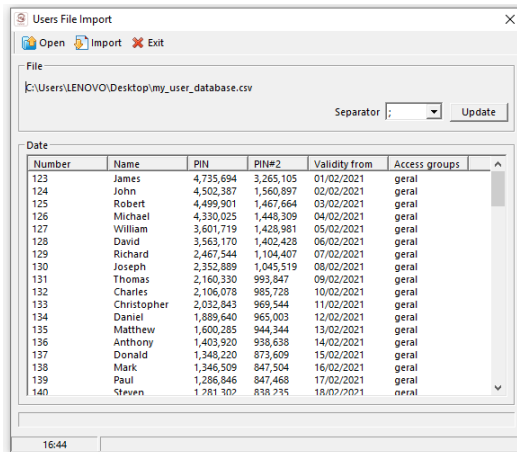 Users File Import
Open Import Exit
File
C:\Users\LENOVO\Desktop\my_user_database.csv
Separator ; Update
Date
Number Name PIN PIN#2 Validity from Access groups
123 James 4,735,694 3,265,105 01/02/2021 geral
124 John 4,502,387 1,560,897 02/02/2021 geral
125 Robert 4,499,901 1,467,664 03/02/2021 geral
126 Michael 4,330,025 1,448,309 04/02/2021 geral
127 William 3,601,719 1,428,981 05/02/2021 geral
128 David 3,563,170 1,402,428 06/02/2021 geral
129 Richard 2,467,544 1,104,407 07/02/2021 geral
130 Joseph 2,352,889 1,045,519 08/02/2021 geral
131 Thomas 2,160,330 993,847 09/02/2021 geral
132 Charles 2,106,078 985,728 10/02/2021 geral
133 Christopher 2,032,843 969,544 11/02/2021 geral
134 Daniel 1,889,640 965,003 12/02/2021 geral
135 Matthew 1,600,285 944,344 13/02/2021 geral
136 Anthony 1,403,920 938,638 14/02/2021 geral
137 Donald 1,348,220 873,609 15/02/2021 geral
138 Mark 1,346,509 847,504 16/02/2021 geral
139 Paul 1,286,846 847,468 17/02/2021 geral
140 Steven 1,281,302 838,235 18/02/2021 geral
16:44